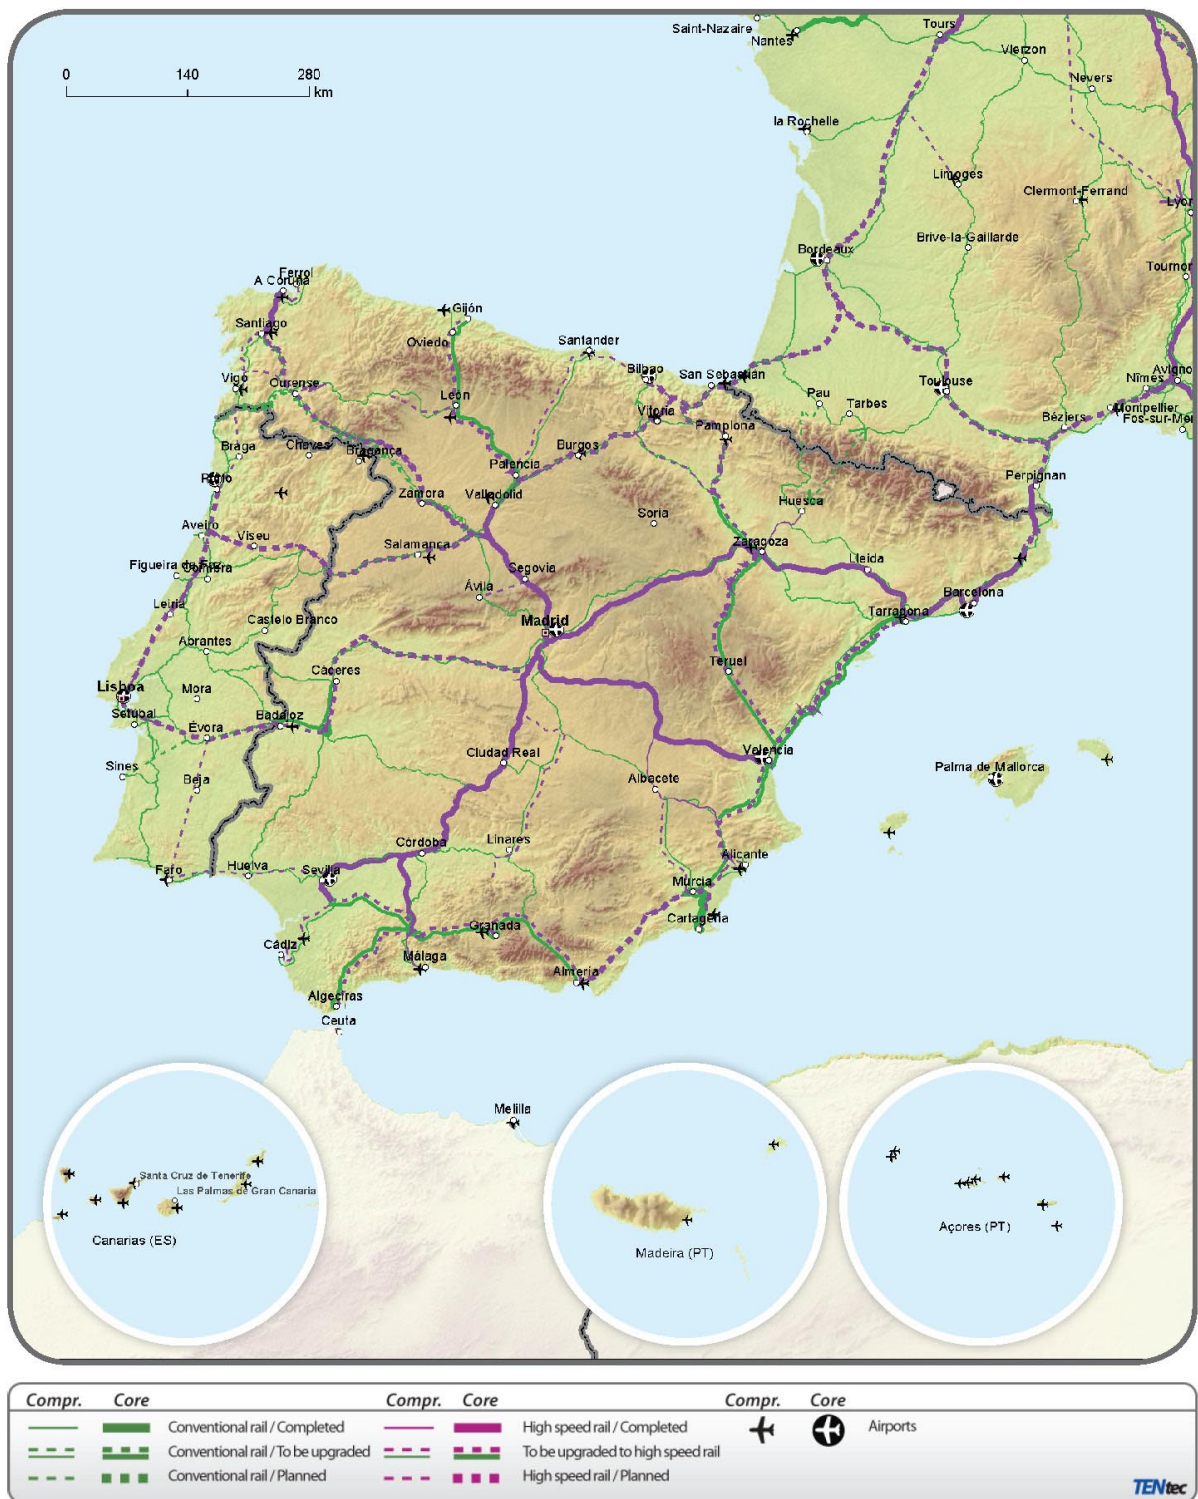 Saint-Nazaire
Nantes
Tours
Vierzon
Nevers
0 140 280
km
la Rochelle
Limoges
Clermont-Ferrand
Lyon
Bordeaux
Brive-la-Gaillarde
Tournon
Ferrol
A Coruña
Gijón
Santiago
Oviedo
Santander
Bilbao
San Sebastián
Toulouse
Nîmes
Vigo
Ourense
León
Vitoria
Pau
Tarbes
Béziers
Montpellier
Burgos
Pamplona
Braga
Chaves
Bragança
Palencia
Perpignan
Porto
Zamora
Valladolid
Huesca
Soria
Aveiro
Viseu
Salamanca
Zaragoza
Lleida
Figueira da Foz
Coimbra
Segovia
Ávila
Barcelona
Leiria
Castelo Branco
Madrid
Tarragona
Abrantes
Cáceres
Teruel
Lisboa
Mora
Setubal
Évora
Badajoz
Ciudad Real
Valencia
Sines
Beja
Albacete
Palma de Mallorca
Córdoba
Linares
Faro
Huelva
Sevilla
Alicante
Murcia
Granada
Cartagena
Cádiz
Málaga
Almeria
Algeciras
Ceuta
Melilla
Santa Cruz de Tenerife
Las Palmas de Gran Canaria
Canarias (ES)
Madeira (PT)
Açores (PT)
Compr. Core Compr. Core Compr. Core
Conventional rail / Completed High speed rail / Completed Airports
Conventional rail / To be upgraded To be upgraded to high speed rail
Conventional rail / Planned High speed rail / Planned
TENtec